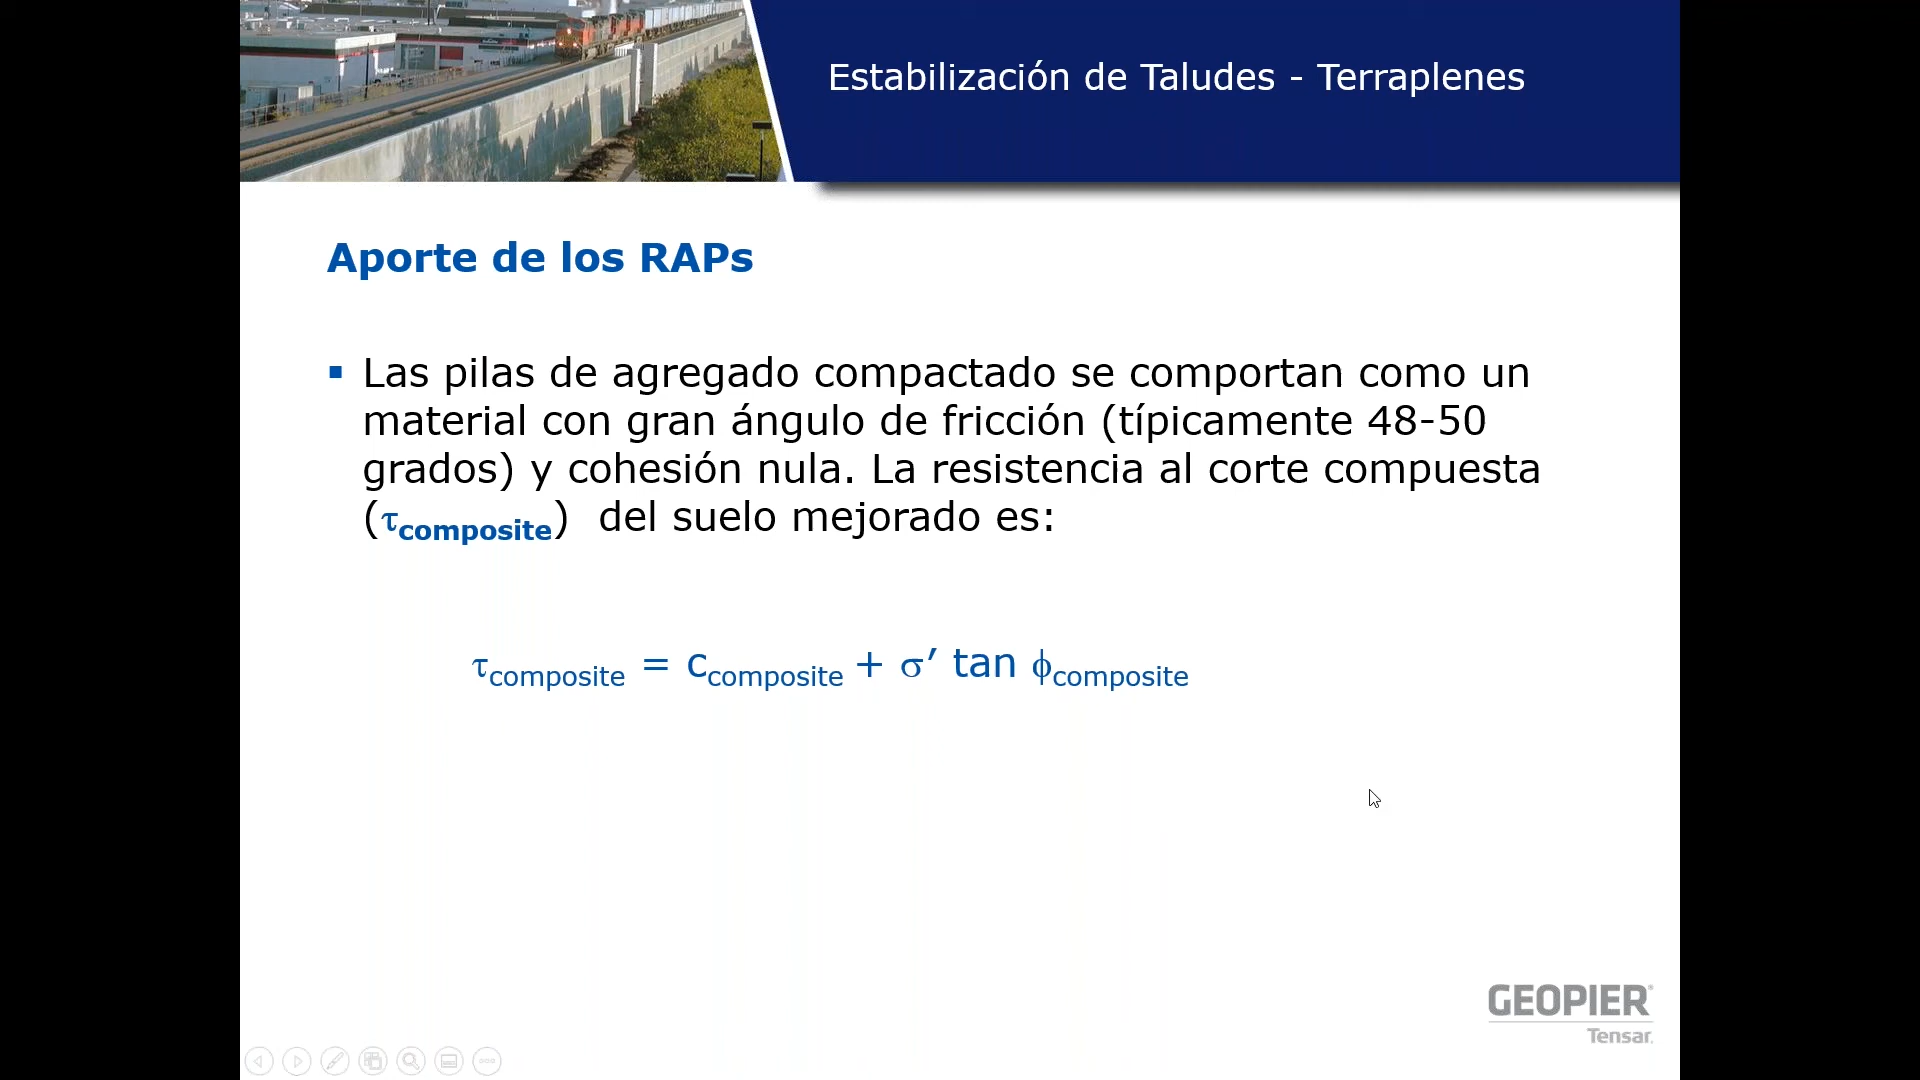 Estabilización de Taludes - Terraplenes
Aporte de los RAPs
▪ Las pilas de agregado compactado se comportan como un
material con gran ángulo de fricción (típicamente 48-50
grados) y cohesión nula. La resistencia al corte compuesta
(τcomposite) del suelo mejorado es:
τcomposite = ccomposite + σ′ tan ϕcomposite
GEOPIER®
Tensar.